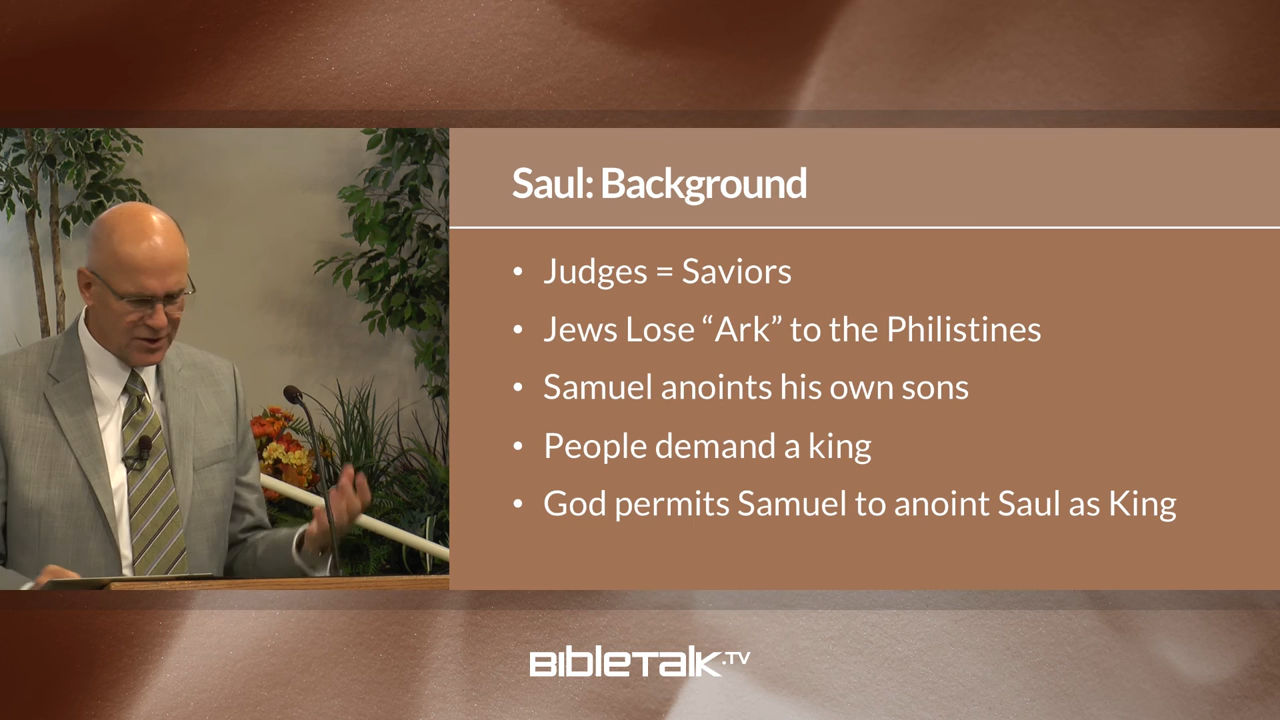 Saul: Background
• Judges = Saviors
• Jews Lose “Ark” to the Philistines
• Samuel anoints his own sons
• People demand a king
• God permits Samuel to anoint Saul as King
BIBLETALK.TV